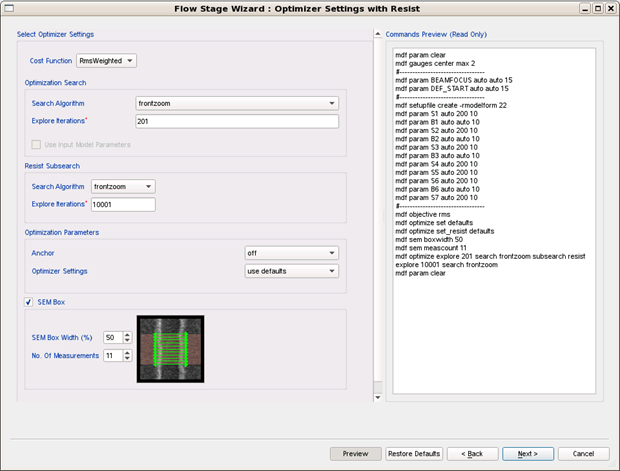 Flow Stage Wizard : Optimizer Settings with Resist
Select Optimizer Settings
Cost Function RmsWeighted
Optimization Search
Search Algorithm frontzoom
Explore Iterations* 201
Use Input Model Parameters
Resist Subsearch
Search Algorithm frontzoom
Explore Iterations* 10001
Optimization Parameters
Anchor off
Optimizer Settings use defaults
SEM Box
SEM Box Width (%) 50
No. Of Measurements 11
Commands Preview (Read Only)
mdf param clear
mdf gauges center max 2
#--------------------------------
mdf param BEAMFOCUS auto auto 15
mdf param DEF_START auto auto 15
#--------------------------------
mdf setupfile create -rmodelform 22
mdf param S1 auto 200 10
mdf param B1 auto auto 10
mdf param B2 auto auto 10
mdf param S2 auto 200 10
mdf param S3 auto 200 10
mdf param B3 auto auto 10
mdf param S4 auto 200 10
mdf param S5 auto 200 10
mdf param S6 auto 200 10
mdf param B6 auto auto 10
mdf param S7 auto 200 10
#--------------------------------
mdf objective rms
mdf optimize set defaults
mdf optimize set_resist defaults
mdf sem boxwidth 50
mdf sem meascount 11
mdf optimize explore 201 search frontzoom subsearch resist
explore 10001 search frontzoom
mdf param clear
Preview Restore Defaults < Back Next > Cancel